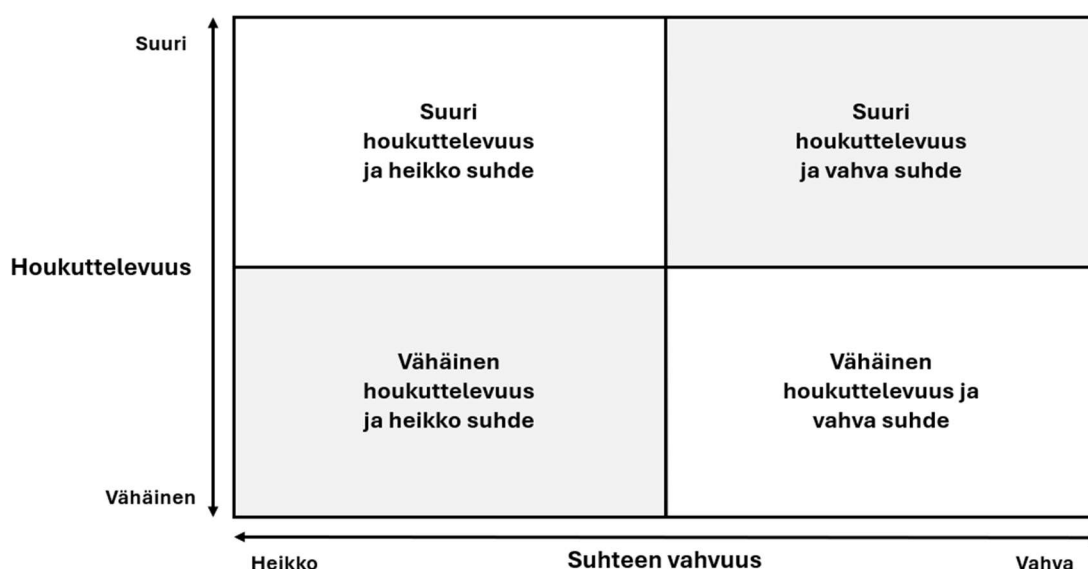 Suuri
Suuri
houkuttelevuus
ja heikko suhde
Suuri
houkuttelevuus
ja vahva suhde
Houkuttelevuus
Vähäinen
houkuttelevuus
ja heikko suhde
Vähäinen
houkuttelevuus ja
vahva suhde
Vähäinen
Heikko
Suhteen vahvuus
Vahva